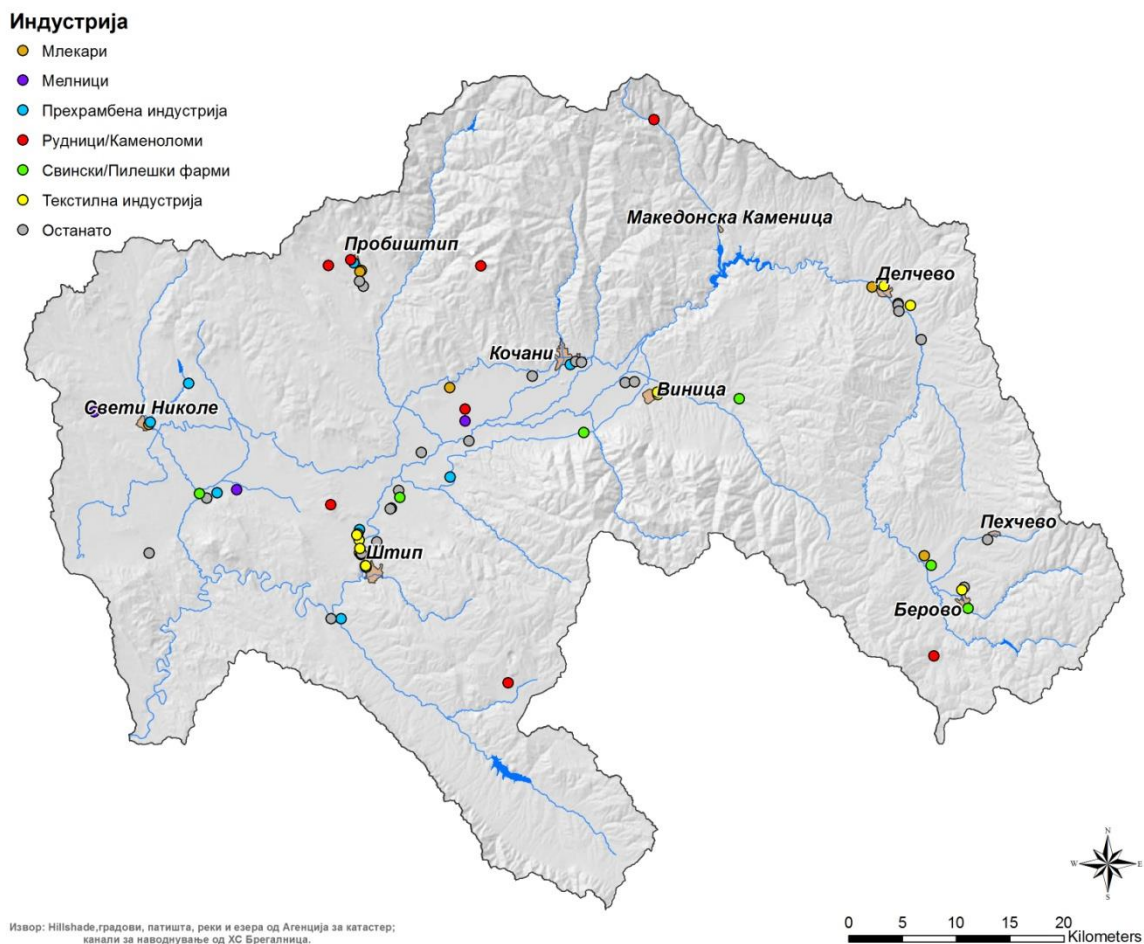 Индустрија
Млекари
Мелници
Прехрамбена индустрија
Рудници/Каменоломи
Свински/Пилешки фарми
Текстилна индустрија
Останато
Македонска Каменица
Пробиштип
Делчево
Кочани
Виница
Свети Николе
Пехчево
Штип
Берово
N
W E
S
0 5 10 15 20
Kilometers
Извор: Hillshade,градови, патишта, реки и езера од Агенција за катастер;
канали за наводнување од ХС Брегалница.